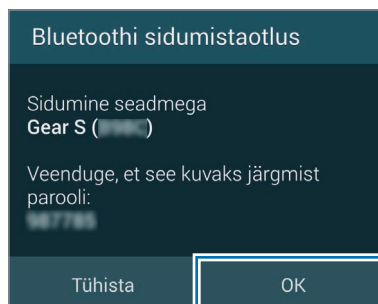 Bluetoothi sidumistaotlus
Sidumine seadmega
Gear S ( )
Veenduge, et see kuvaks järgmist
parooli:
Tühista
OK